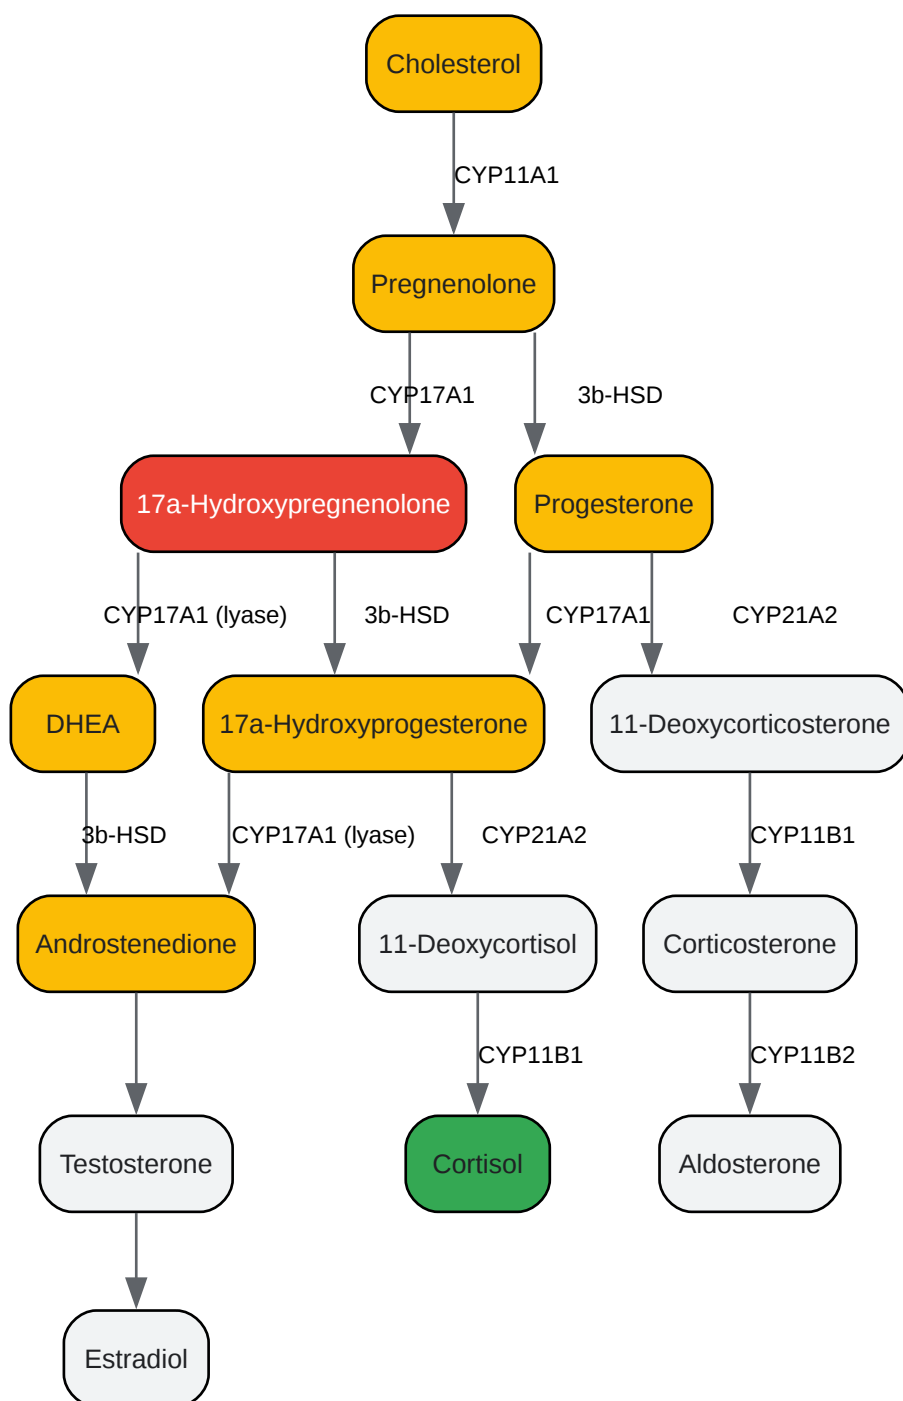 Cholesterol
CYP11A1
Pregnenolone
CYP17A1
3b-HSD
17a-Hydroxypregnenolone
Progesterone
CYP17A1 (lyase)
3b-HSD
CYP17A1
CYP21A2
DHEA
17a-Hydroxyprogesterone
11-Deoxycorticosterone
3b-HSD
CYP17A1 (lyase)
CYP21A2
CYP11B1
Androstenedione
11-Deoxycortisol
Corticosterone
CYP11B1
CYP11B2
Testosterone
Cortisol
Aldosterone
Estradiol